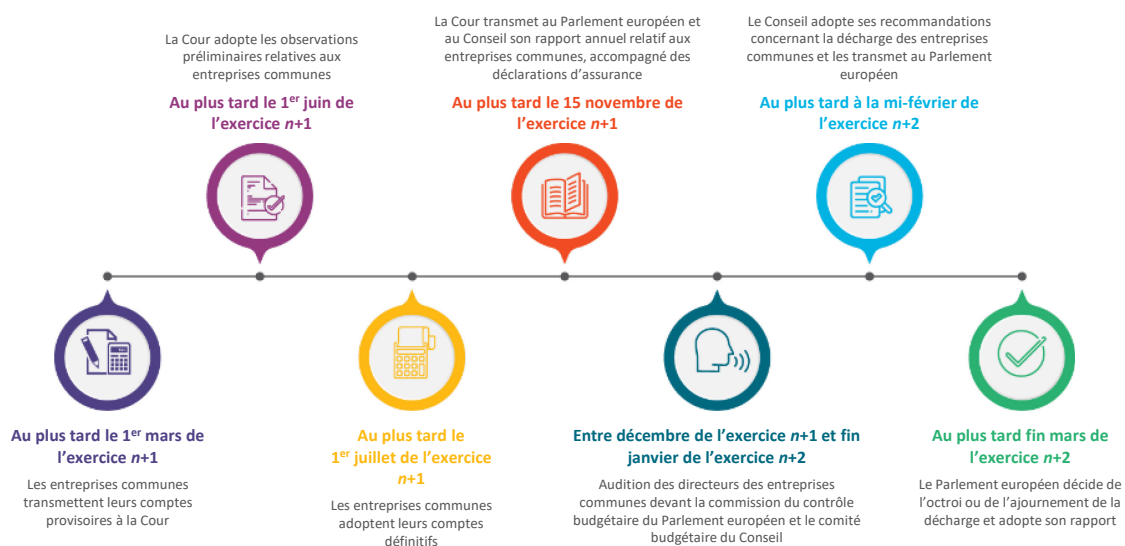 La Cour adopte les observations
préliminaires relatives aux
entreprises communes
Au plus tard le 1er juin de
l’exercice n+1
La Cour transmet au Parlement européen et
au Conseil son rapport annuel relatif aux
entreprises communes, accompagné des
déclarations d’assurance
Au plus tard le 15 novembre de
l’exercice n+1
Le Conseil adopte ses recommandations
concernant la décharge des entreprises
communes et les transmet au Parlement
européen
Au plus tard à la mi-février de
l’exercice n+2
Au plus tard le 1er mars de
l’exercice n+1
Les entreprises communes
transmettent leurs comptes
provisoires à la Cour
Au plus tard le
1er juillet de l’exercice
n+1
Les entreprises communes
adoptent leurs comptes
définitifs
Entre décembre de l’exercice n+1 et fin
janvier de l’exercice n+2
Audition des directeurs des entreprises
communes devant la commission du contrôle
budgétaire du Parlement européen et le comité
budgétaire du Conseil
Au plus tard fin mars de
l’exercice n+2
Le Parlement européen décide de
l’octroi ou de l’ajournement de la
décharge et adopte son rapport